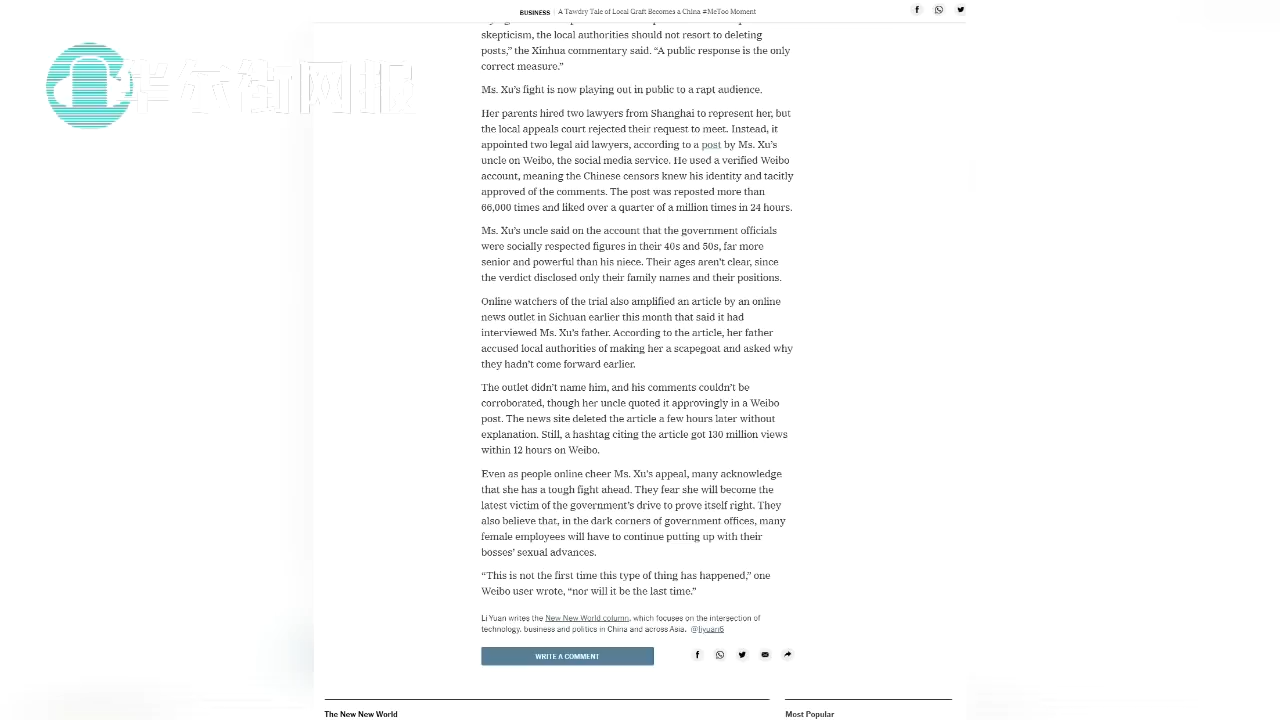 BUSINESS | A Tawdry Tale of Local Graft Becomes a China #MeToo Moment
半尔街网报
skepticism, the local authorities should not resort to deleting
posts,” the Xinhua commentary said. “A public response is the only
correct measure.”
Ms. Xu’s fight is now playing out in public to a rapt audience.
Her parents hired two lawyers from Shanghai to represent her, but
the local appeals court rejected their request to meet. Instead, it
appointed two legal aid lawyers, according to a post by Ms. Xu’s
uncle on Weibo, the social media service. He used a verified Weibo
account, meaning the Chinese censors knew his identity and tacitly
approved of the comments. The post was reposted more than
66,000 times and liked over a quarter of a million times in 24 hours.
Ms. Xu’s uncle said on the account that the government officials
were socially respected figures in their 40s and 50s, far more
senior and powerful than his niece. Their ages aren’t clear, since
the verdict disclosed only their family names and their positions.
Online watchers of the trial also amplified an article by an online
news outlet in Sichuan earlier this month that said it had
interviewed Ms. Xu’s father. According to the article, her father
accused local authorities of making her a scapegoat and asked why
they hadn’t come forward earlier.
The outlet didn’t name him, and his comments couldn’t be
corroborated, though her uncle quoted it approvingly in a Weibo
post. The news site deleted the article a few hours later without
explanation. Still, a hashtag citing the article got 130 million views
within 12 hours on Weibo.
Even as people online cheer Ms. Xu’s appeal, many acknowledge
that she has a tough fight ahead. They fear she will become the
latest victim of the government’s drive to prove itself right. They
also believe that, in the dark corners of government offices, many
female employees will have to continue putting up with their
bosses’ sexual advances.
“This is not the first time this type of thing has happened,” one
Weibo user wrote, “nor will it be the last time.”
Li Yuan writes the New New World column, which focuses on the intersection of
technology, business and politics in China and across Asia. @liyuan6
WRITE A COMMENT
The New New World
Most Popular